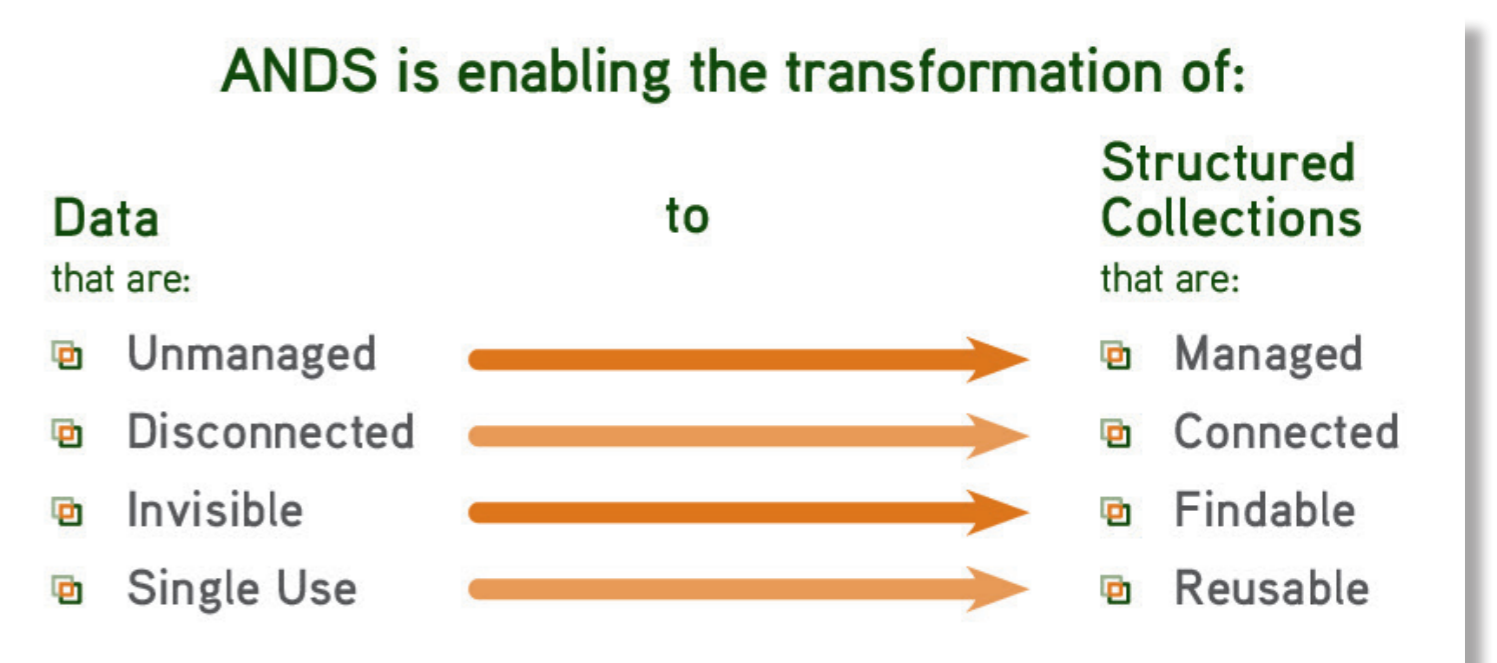 ANDS is enabling the transformation of:
Data
that are:
to
Structured
Collections
that are:
Unmanaged
Managed
Disconnected
Connected
Invisible
Findable
Single Use
Reusable